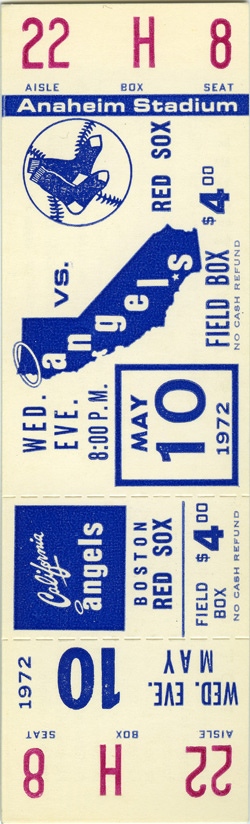 22 H 8
AISLE BOX SEAT
Anaheim Stadium
RED SOX
VS.
angels
$4.00
FIELD BOX
NO CASH REFUND
WED.
EVE.
8:00 P.M.
MAY
10
1972
California
angels
BOSTON
RED SOX
FIELD
BOX
$4.00
NO CASH REFUND
WED. EVE.
MAY
10
1972
AISLE BOX SEAT
22 H 8